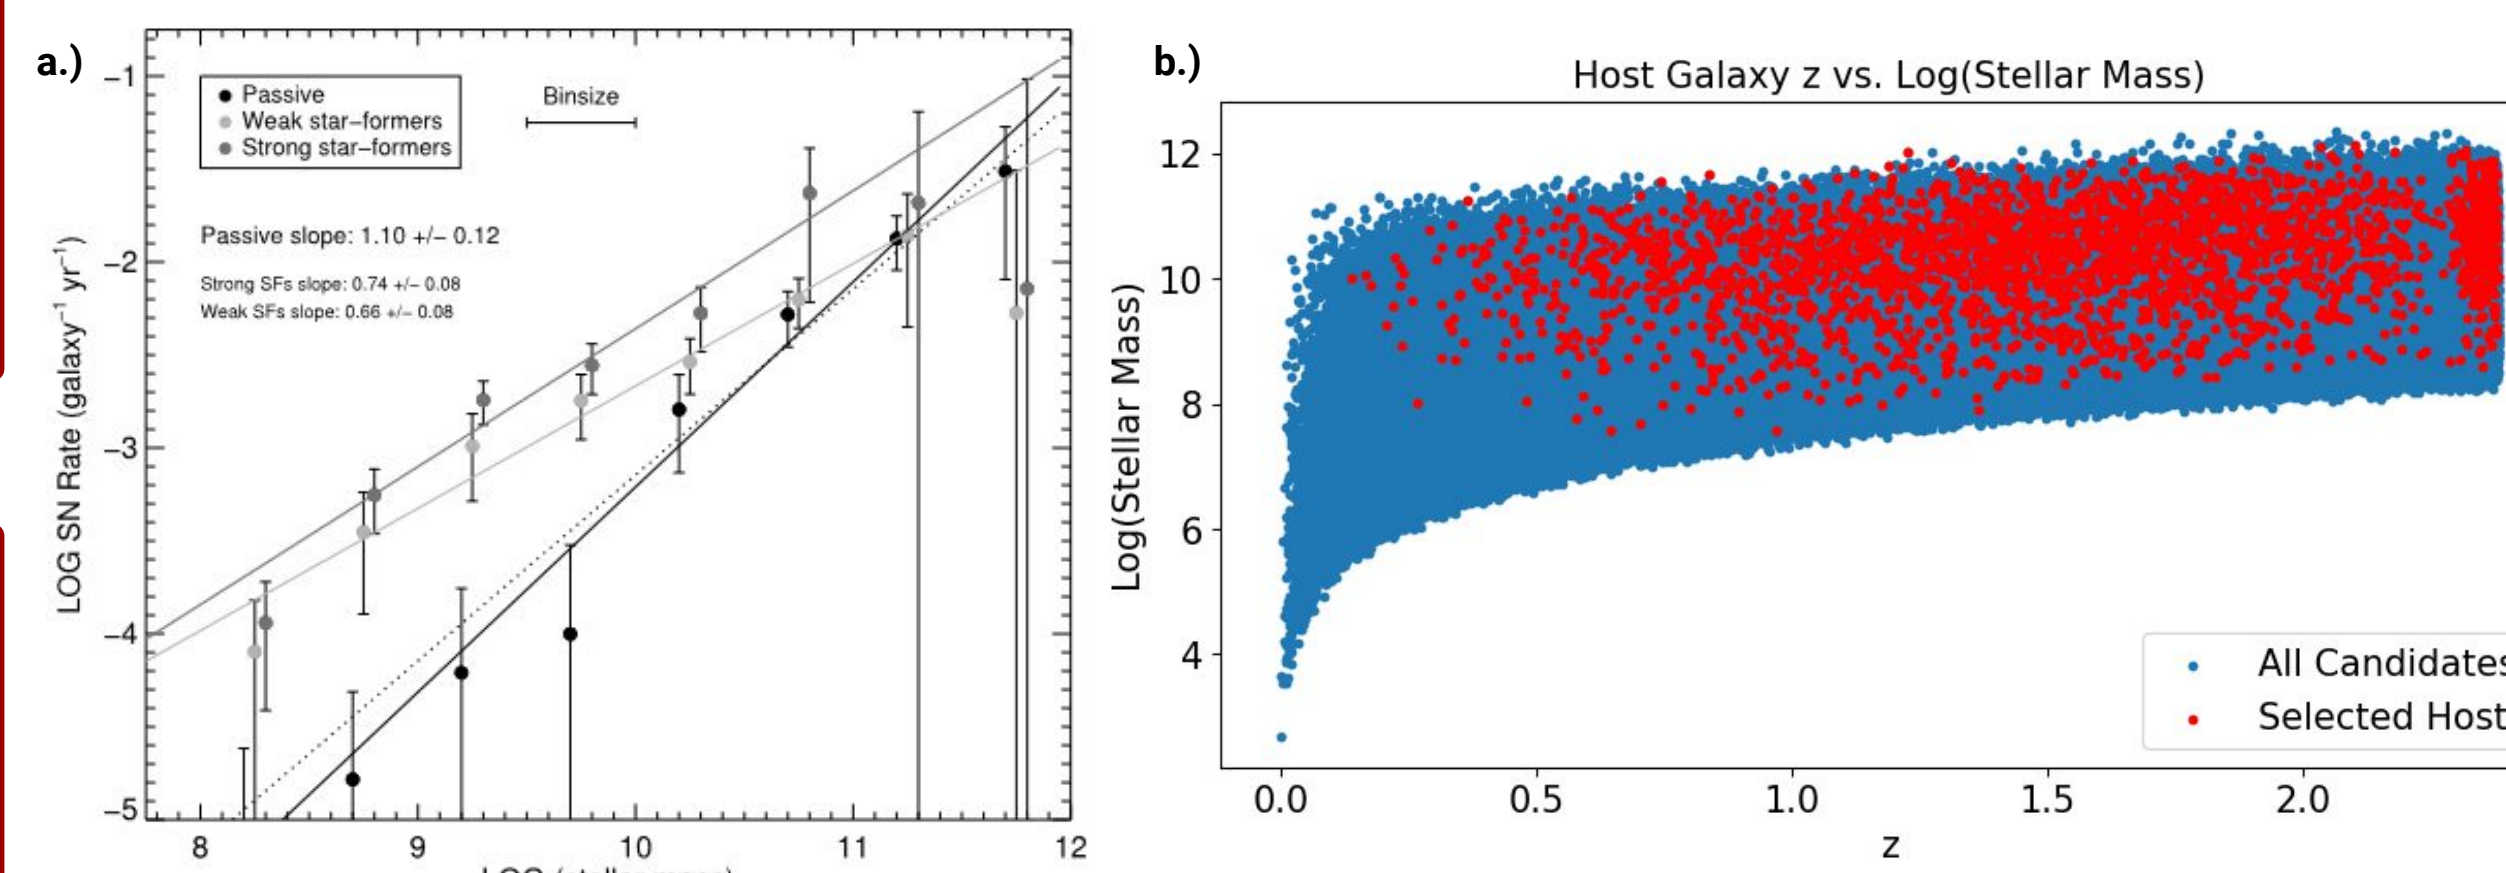 a.)
−1
−2
−3
−4
−5
LOG SN Rate (galaxy⁻¹ yr⁻¹)
Passive
Weak star−formers
Strong star−formers
Binsize
Passive slope: 1.10 +/− 0.12
Strong SFs slope: 0.74 +/− 0.08
Weak SFs slope: 0.66 +/− 0.08
8 9 10 11 12
LOG (stellar mass)
b.)
Host Galaxy z vs. Log(Stellar Mass)
12
10
8
6
4
Log(Stellar Mass)
All Candidates
Selected Host
0.0 0.5 1.0 1.5 2.0
z